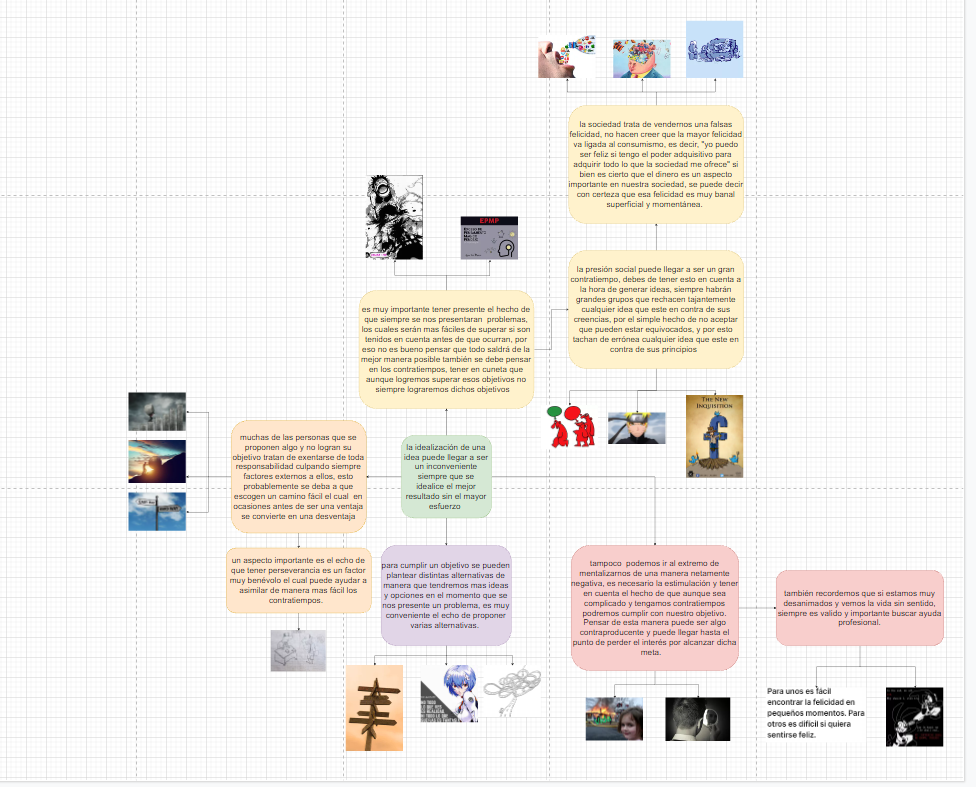 la sociedad trata de vendernos una falsas
felicidad, no hacen creer que la mayor felicidad
va ligada al consumismo, es decir, "yo puedo
ser feliz si tengo el poder adquisitivo para
adquirir todo lo que la sociedad me ofrece" si
bien es cierto que el dinero es un aspecto
importante en nuestra sociedad, se puede decir
con certeza que esa felicidad es muy banal
superficial y momentánea.
EFMP
la presión social puede llegar a ser un gran
contratiempo, debes de tener esto en cuenta a
la hora de generar ideas, siempre habrán
grandes grupos que rechacen tajantemente
cualquier idea que este en contra de sus
creencias, por el simple hecho de no aceptar
que pueden estar equivocados, y por esto
tachan de errónea cualquier idea que este en
contra de sus principios
es muy importante tener presente el hecho de
que siempre se nos presentaran problemas,
los cuales serán mas fáciles de superar si son
tenidos en cuenta antes de que ocurran, por
eso no es bueno pensar que todo saldrá de la
mejor manera posible también se debe pensar
en los contratiempos, tener en cuneta que
aunque logremos superar esos objetivos no
siempre lograremos dichos objetivos
THE NEW
INQUISITION
muchas de las personas que se
proponen algo y no logran su
objetivo tratan de exentarse de toda
responsabilidad culpando siempre
factores externos a ellos, esto
probablemente se deba a que
escogen un camino fácil el cual en
ocasiones antes de ser una ventaja
se convierte en una desventaja
la idealización de una
idea puede llegar a ser
un inconveniente
siempre que se
idealice el mejor
resultado sin el mayor
esfuerzo
un aspecto importante es el echo de
que tener perseverancia es un factor
muy benévolo el cual puede ayudar a
asimilar de manera mas fácil los
contratiempos.
para cumplir un objetivo se pueden
plantear distintas alternativas de
manera que tendremos mas ideas
y opciones en el momento que se
nos presente un problema, es muy
conveniente el echo de proponer
varias alternativas.
tampoco podemos ir al extremo de
mentalizarnos de una manera netamente
negativa, es necesario la estimulación y tener
en cuenta el hecho de que aunque sea
complicado y tengamos contratiempos
podremos cumplir con nuestro objetivo.
Pensar de esta manera puede ser algo
contraproducente y puede llegar hasta el
punto de perder el interés por alcanzar dicha
meta.
también recordemos que si estamos muy
desanimados y vemos la vida sin sentido,
siempre es valido y importante buscar ayuda
profesional.
Para unos es fácil
encontrar la felicidad en
pequeños momentos. Para
otros es difícil si quiera
sentirse feliz.